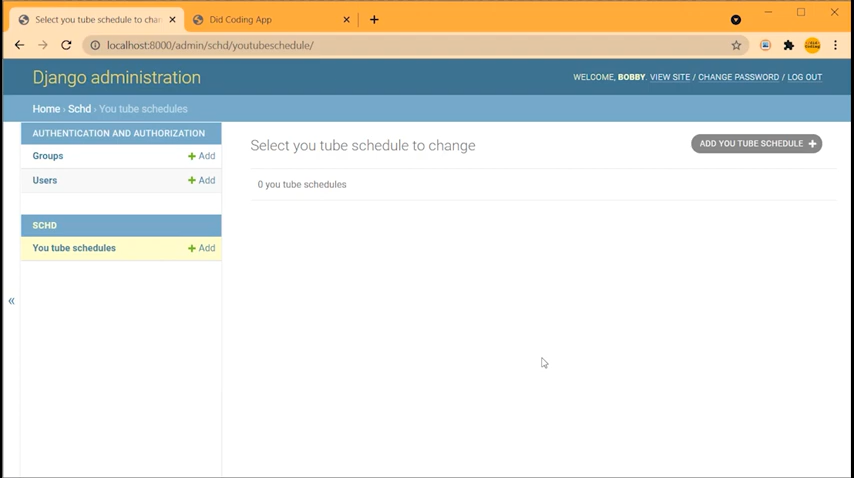 Select you tube schedule to chan
Did Coding App
localhost:8000/admin/schd/youtubeschedule/
Django administration
WELCOME, BOBBY. VIEW SITE / CHANGE PASSWORD / LOG OUT
Home › Schd › You tube schedules
AUTHENTICATION AND AUTHORIZATION
Groups + Add
Users + Add
SCHD
You tube schedules + Add
«
Select you tube schedule to change
ADD YOU TUBE SCHEDULE +
0 you tube schedules